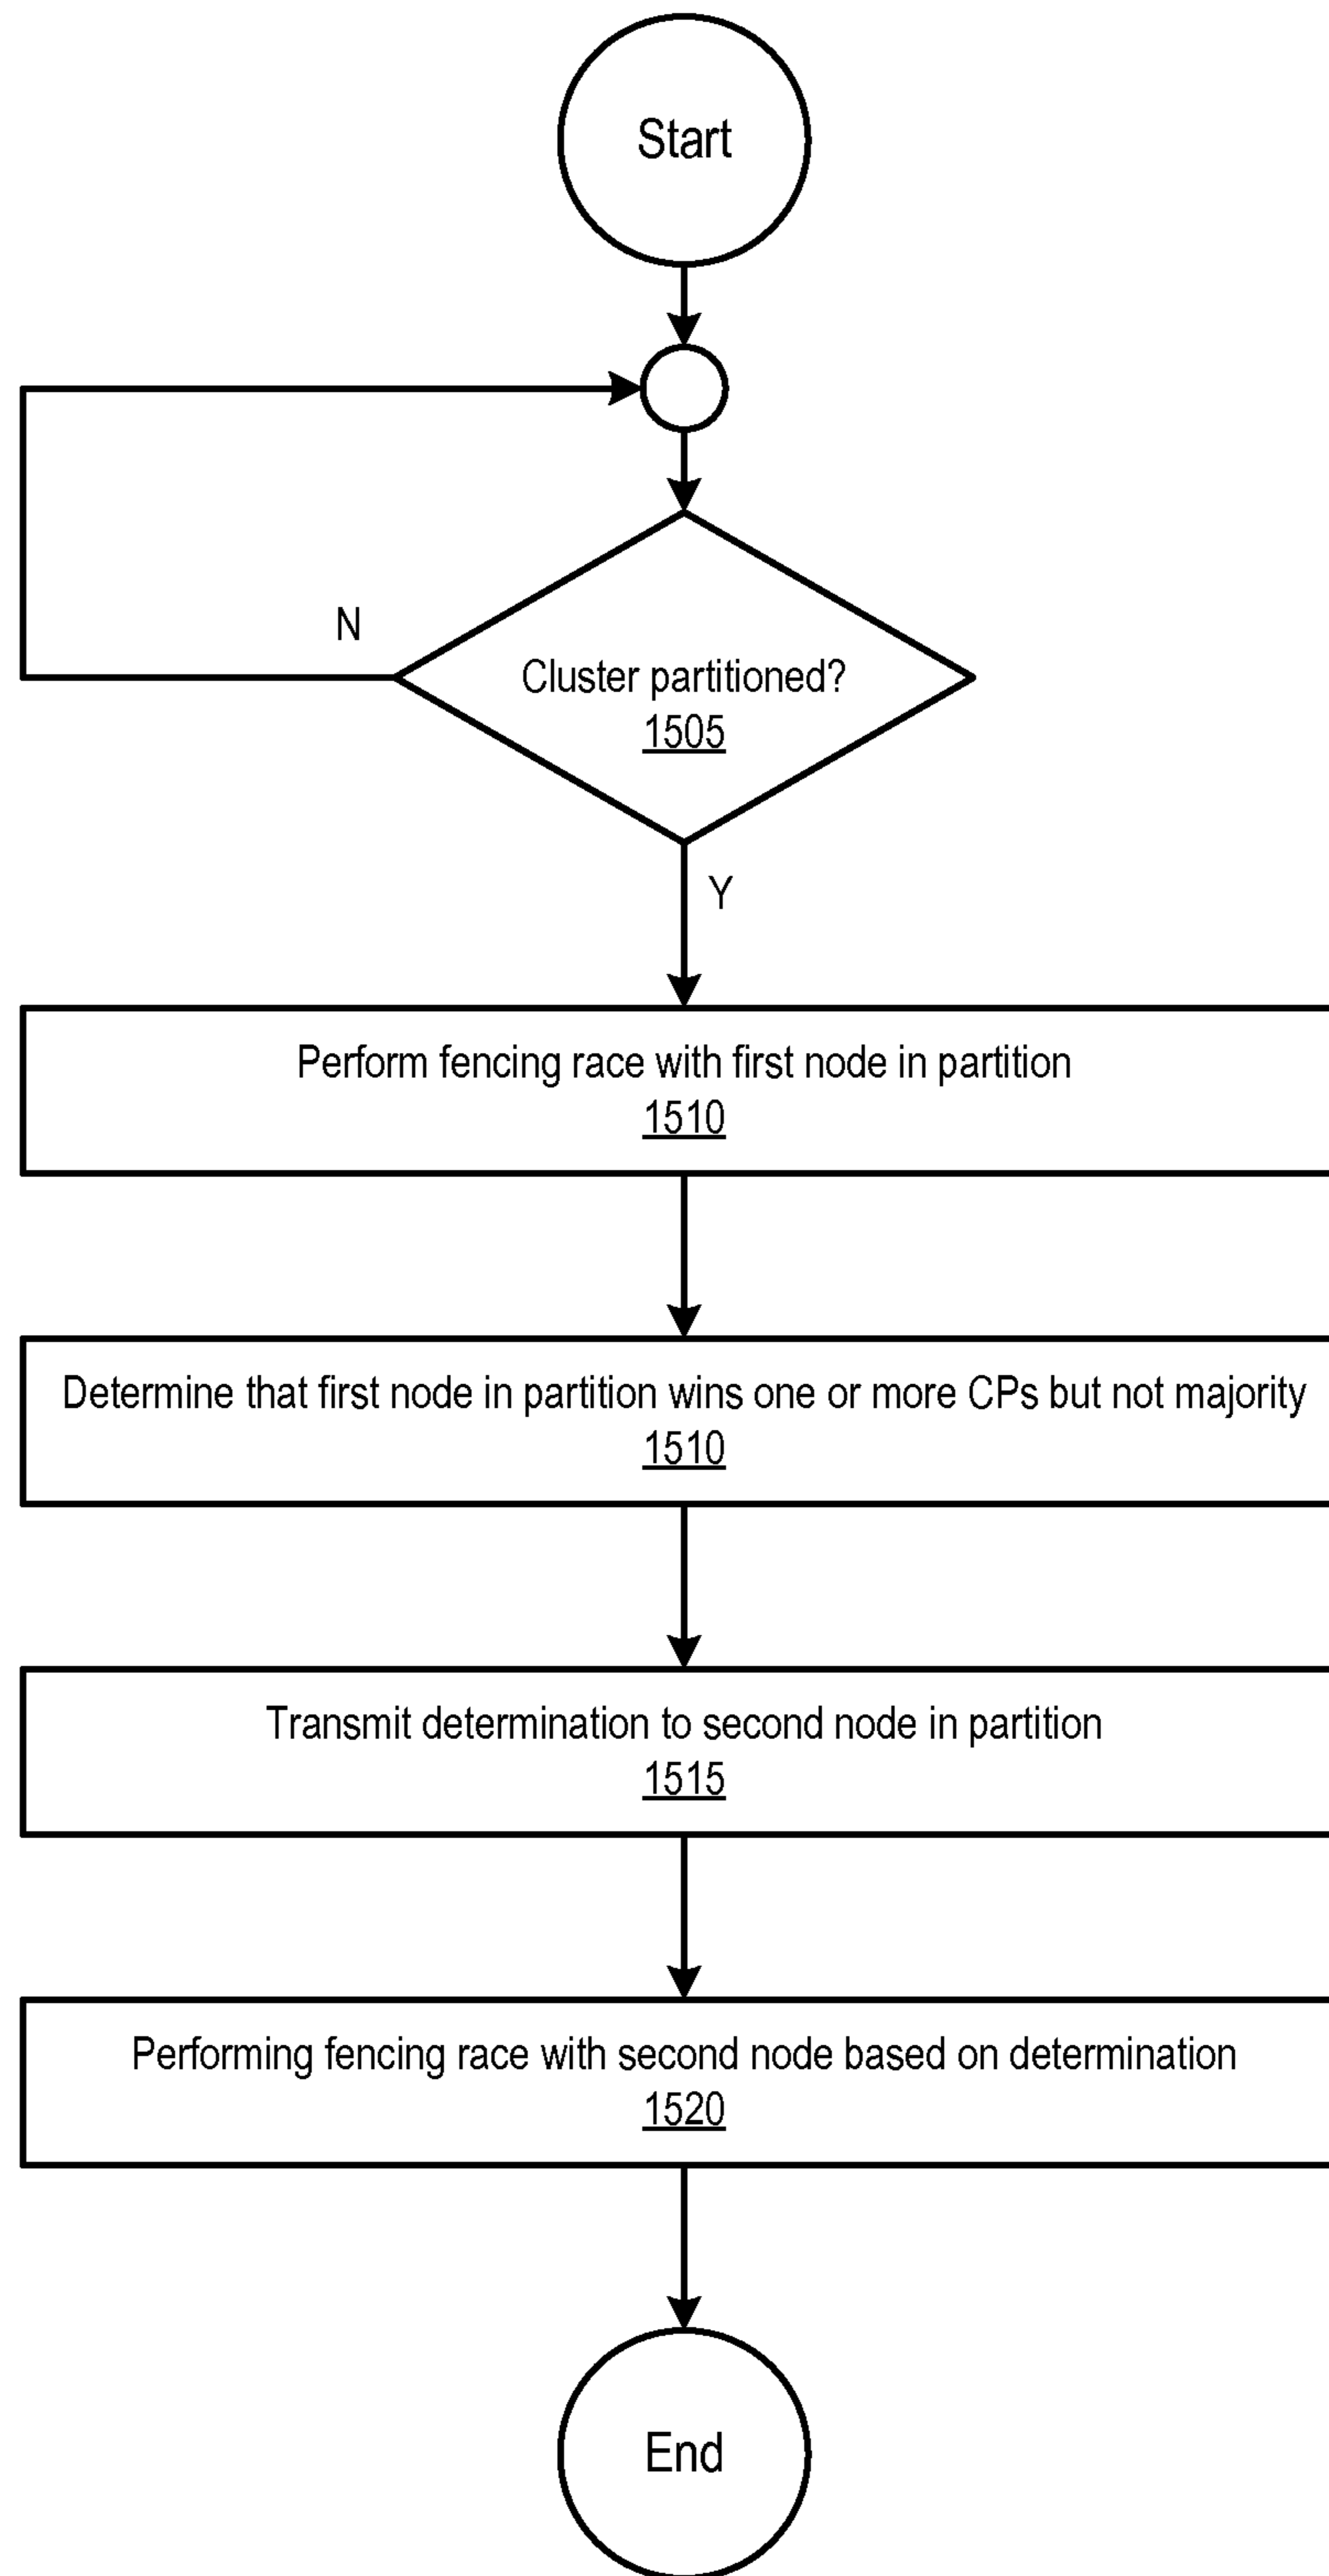 Start
N
Cluster partitioned?
1505
Y
Perform fencing race with first node in partition
1510
Determine that first node in partition wins one or more CPs but not majority
1510
Transmit determination to second node in partition
1515
Performing fencing race with second node based on determination
1520
End